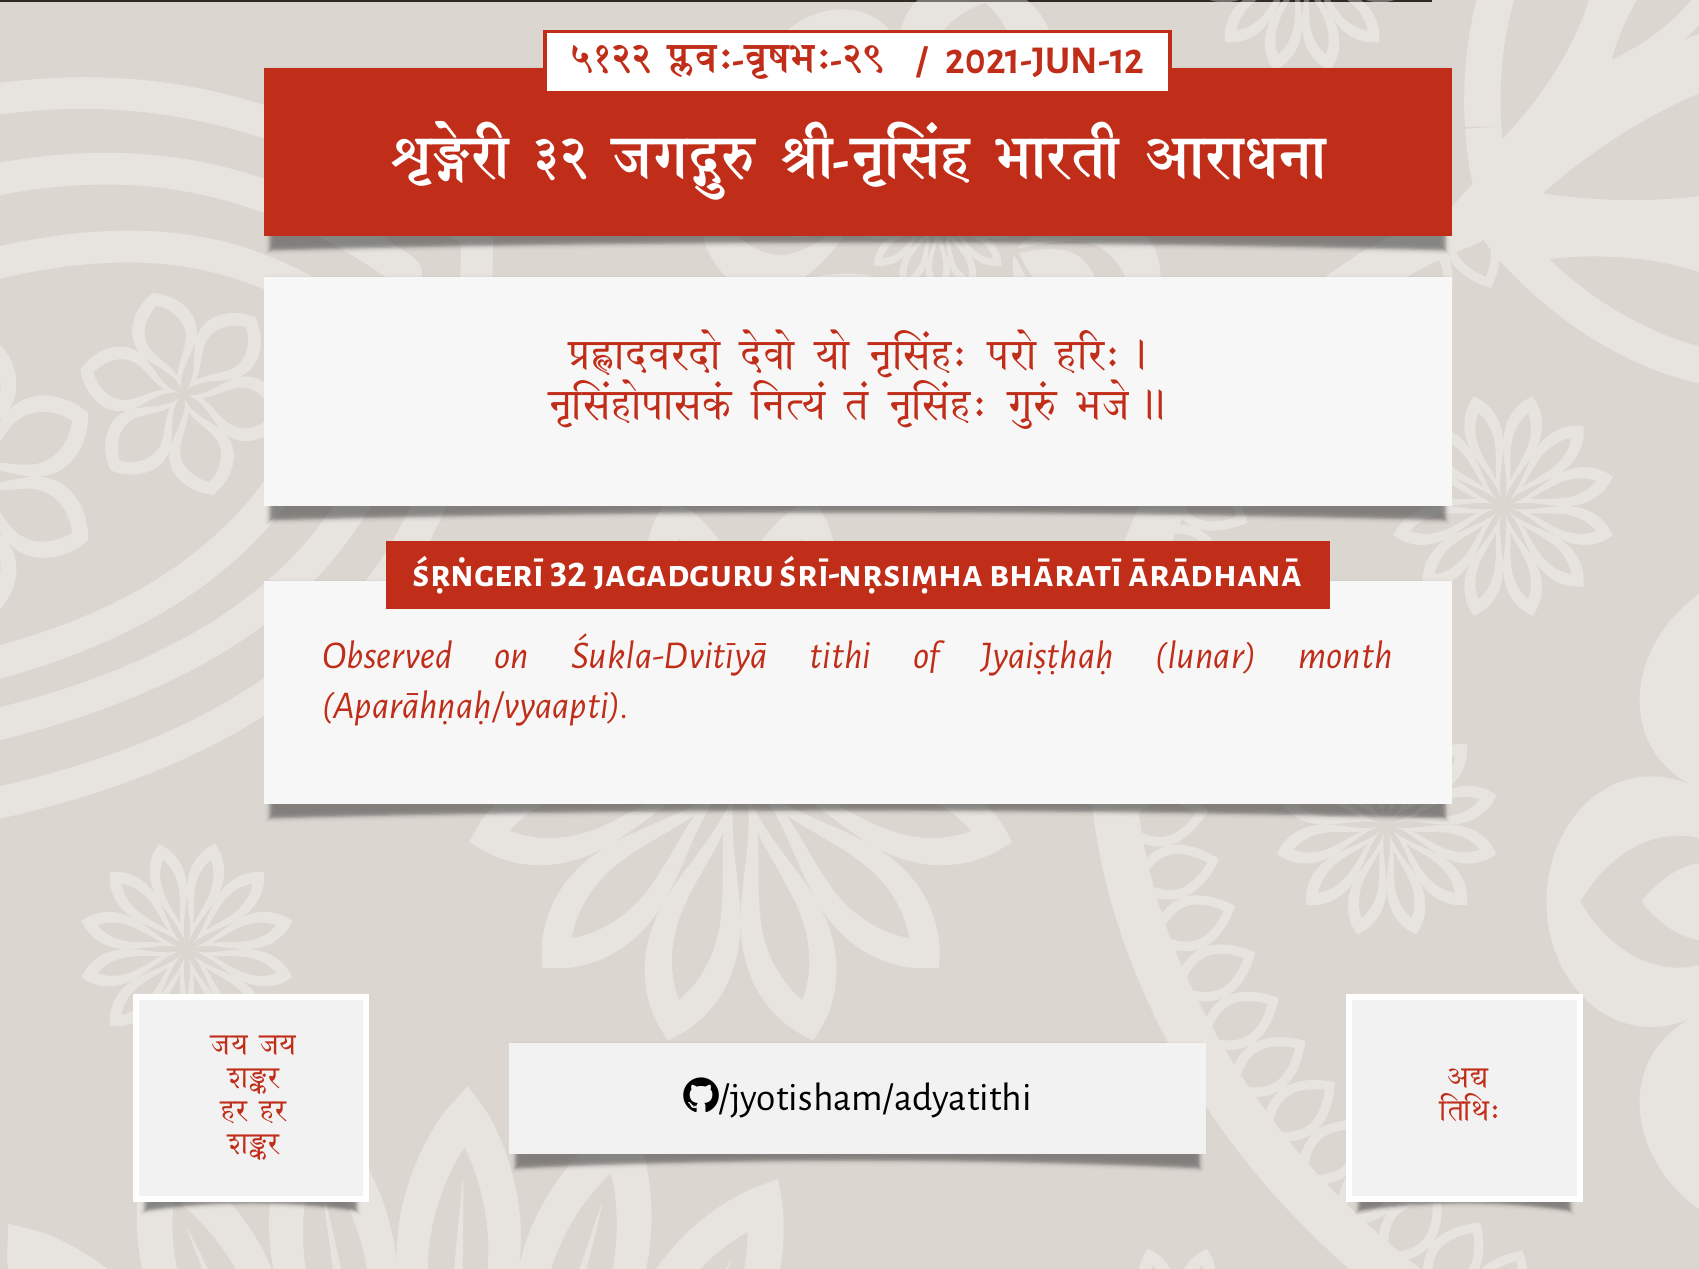 ५१२२ प्लवः-वृषभः-२९ / 2021-JUN-12
शृङ्गेरी ३२ जगद्गुरु श्री-नृसिंह भारती आराधना
प्रह्लादवरदो देवो यो नृसिंहः परो हरिः ।
नृसिंहोपासकं नित्यं तं नृसिंहः गुरुं भजे ॥
ŚṚṄGERĪ 32 JAGADGURU ŚRĪ-NṚSIṂHA BHĀRATĪ ĀRĀDHANĀ
Observed on Śukla-Dvitīyā tithi of Jyaiṣṭhaḥ (lunar) month
(Aparāhṇaḥ/vyaapti).
जय जय
शङ्कर
हर हर
शङ्कर
/jyotisham/adyatithi
अद्य
तिथिः